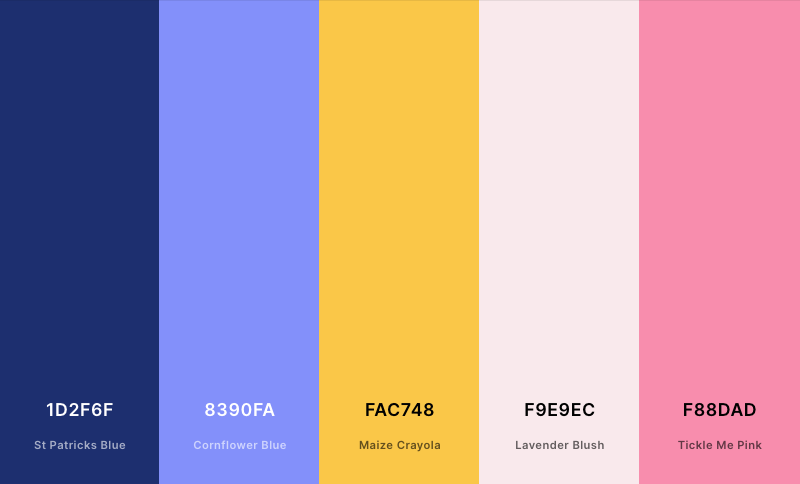 1D2F6F
St Patricks Blue
8390FA
Cornflower Blue
FAC748
Maize Crayola
F9E9EC
Lavender Blush
F88DAD
Tickle Me Pink